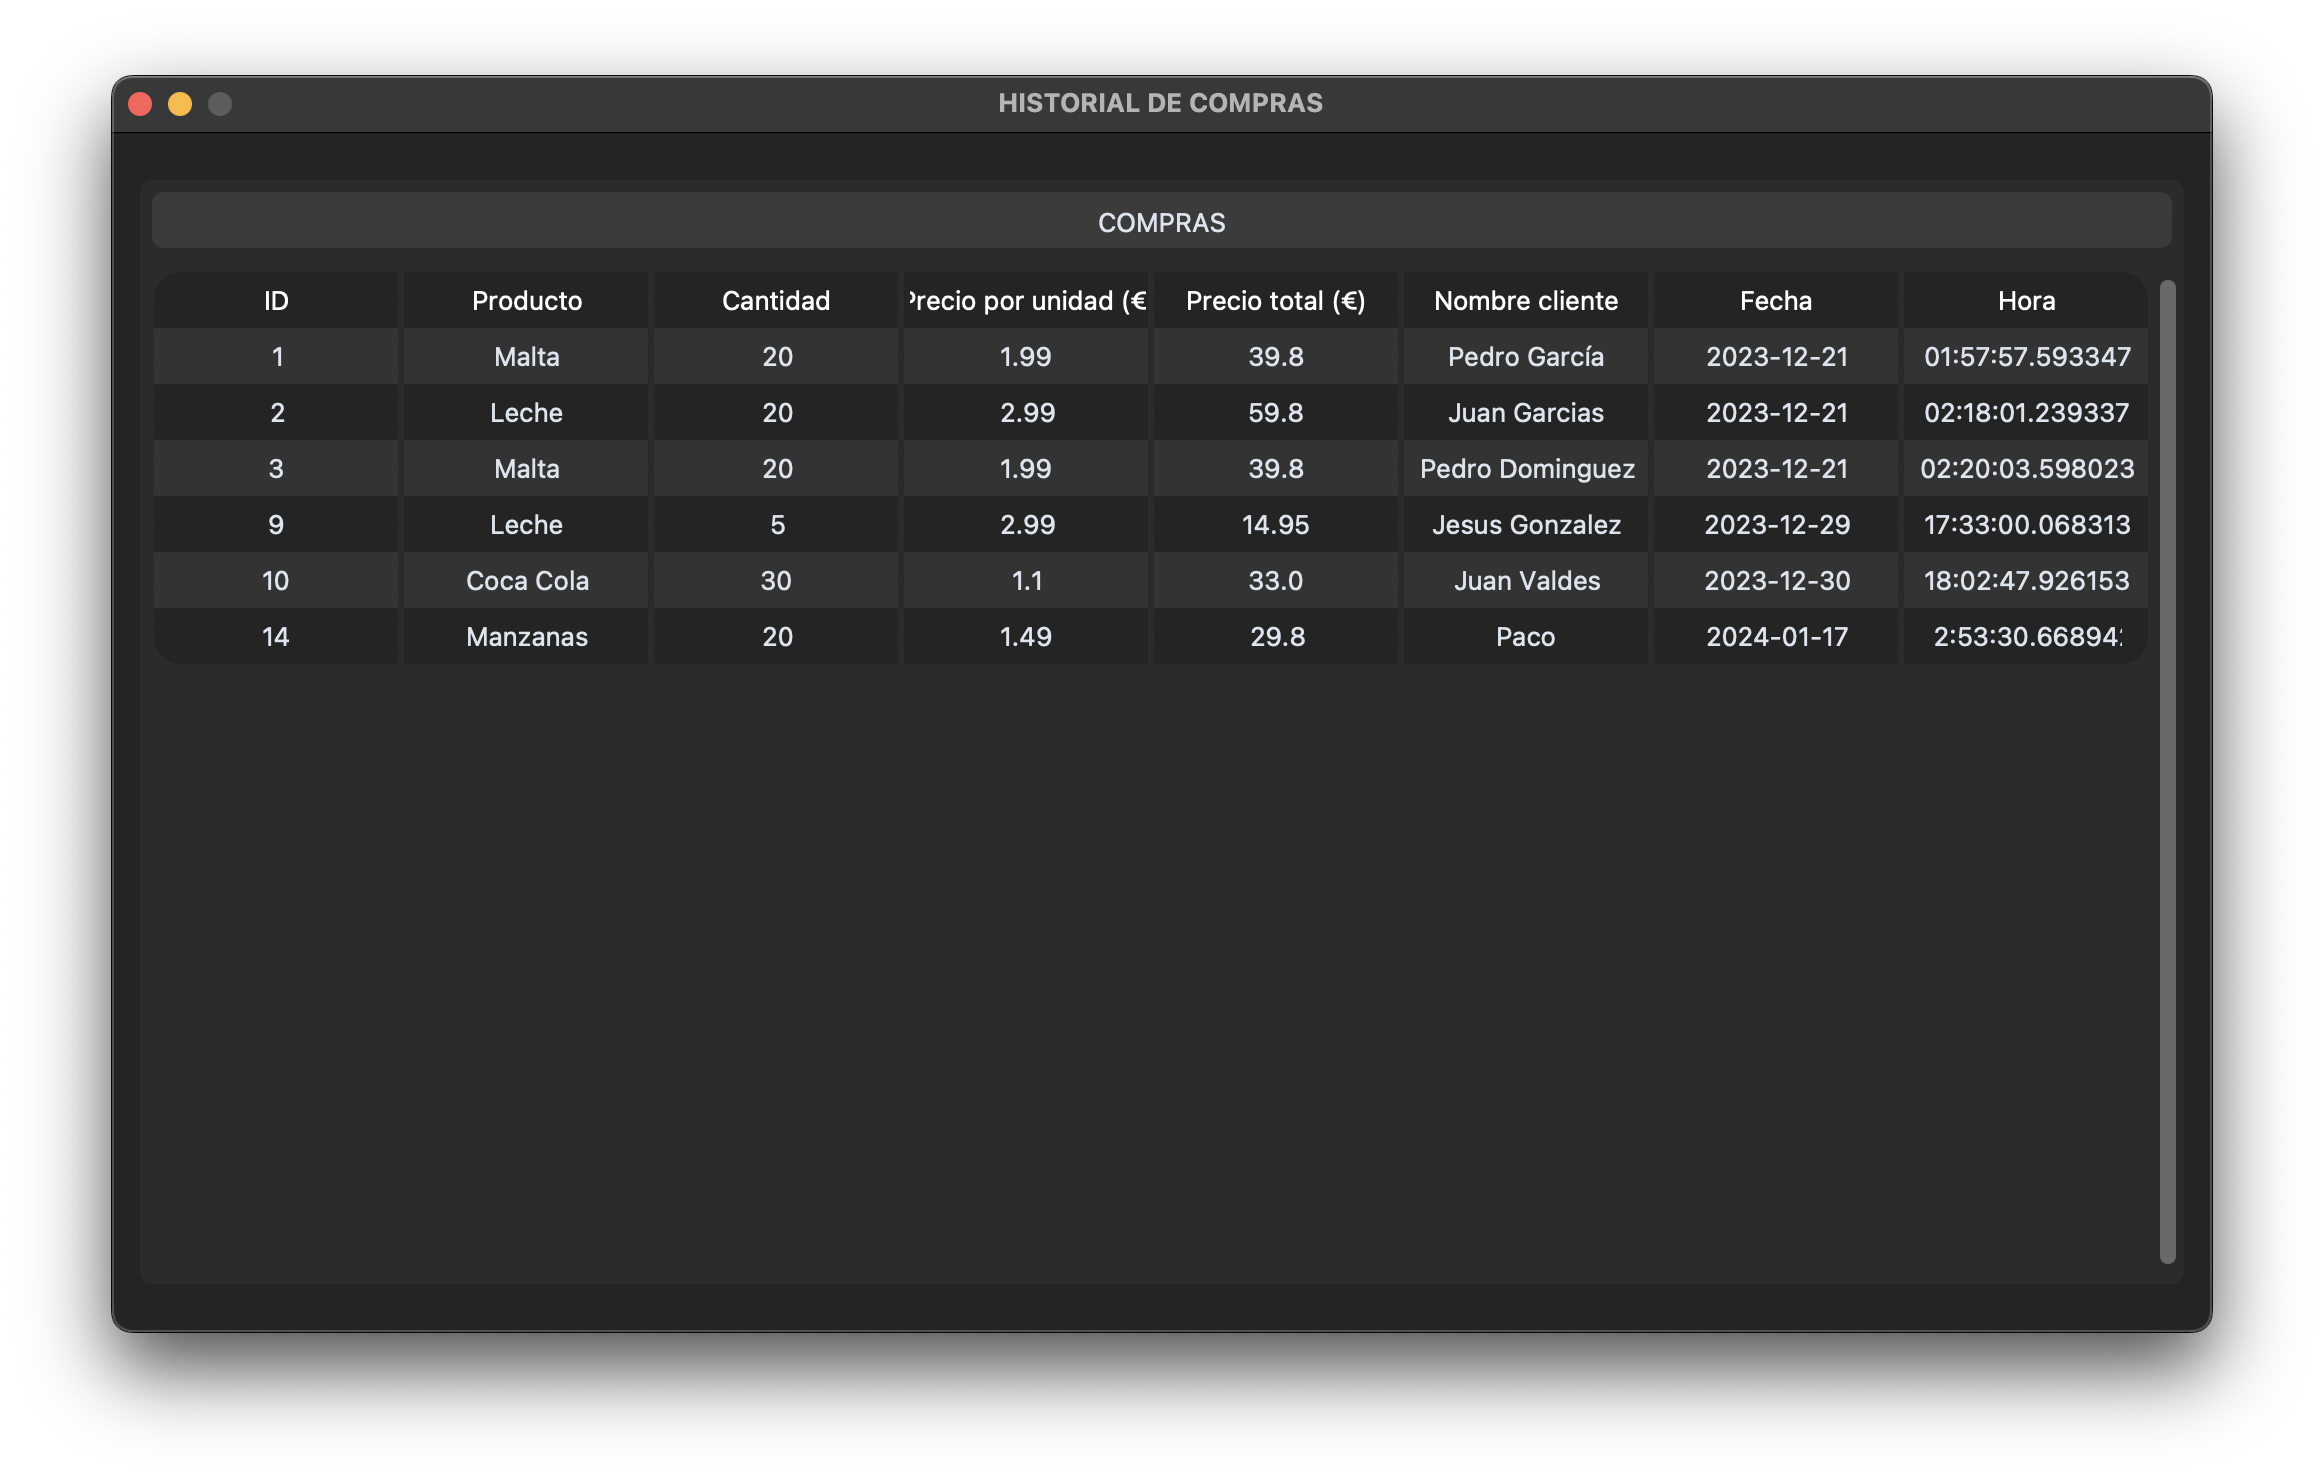 HISTORIAL DE COMPRAS
COMPRAS
ID Producto Cantidad Precio por unidad (€ Precio total (€) Nombre cliente Fecha Hora
1 Malta 20 1.99 39.8 Pedro García 2023-12-21 01:57:57.593347
2 Leche 20 2.99 59.8 Juan Garcias 2023-12-21 02:18:01.239337
3 Malta 20 1.99 39.8 Pedro Dominguez 2023-12-21 02:20:03.598023
9 Leche 5 2.99 14.95 Jesus Gonzalez 2023-12-29 17:33:00.068313
10 Coca Cola 30 1.1 33.0 Juan Valdes 2023-12-30 18:02:47.926153
14 Manzanas 20 1.49 29.8 Paco 2024-01-17 2:53:30.66894